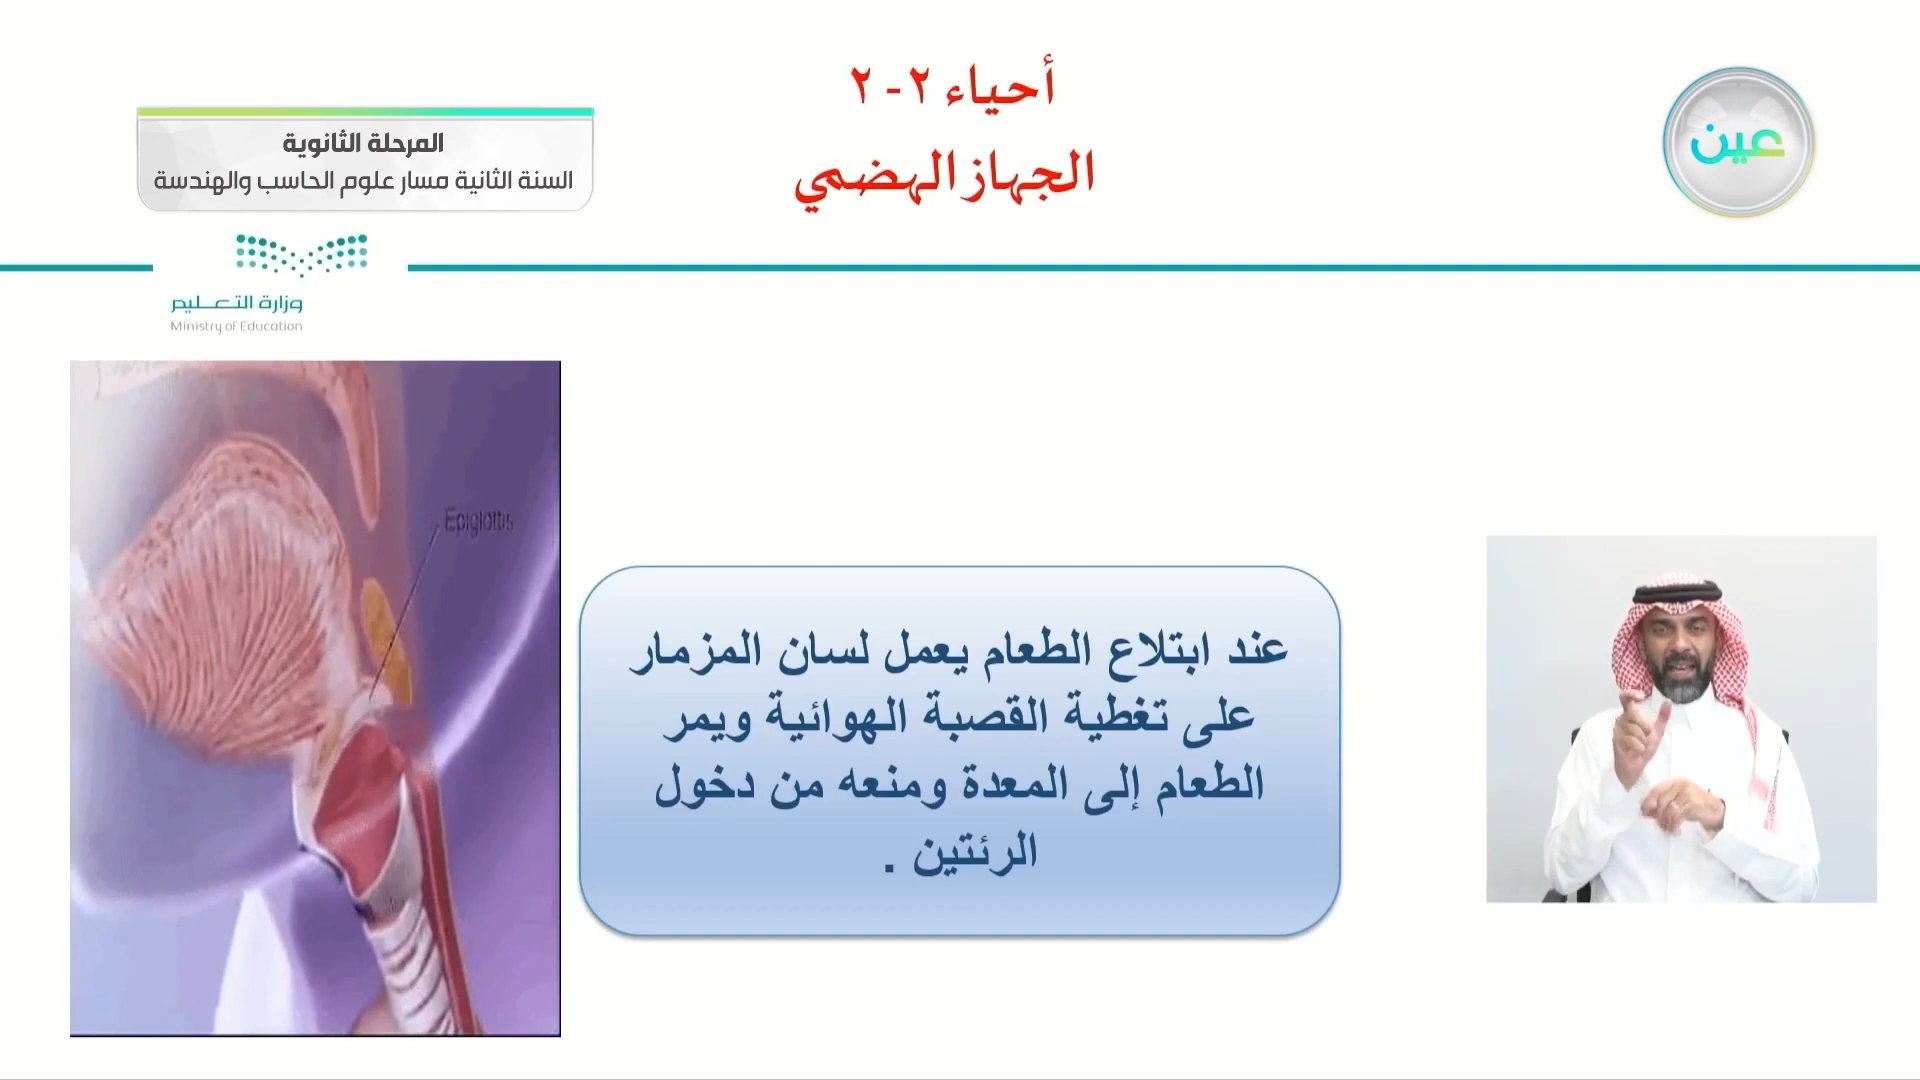 أحياء ٢-٢
الجهاز الهضمي
عين
المرحلة الثانوية
السنة الثانية مسار علوم الحاسب والهندسة
وزارة التعليم
Ministry of Education
Epiglottis
عند ابتلاع الطعام يعمل لسان المزمار
على تغطية القصبة الهوائية ويمر
الطعام إلى المعدة ومنعه من دخول
الرئتين .